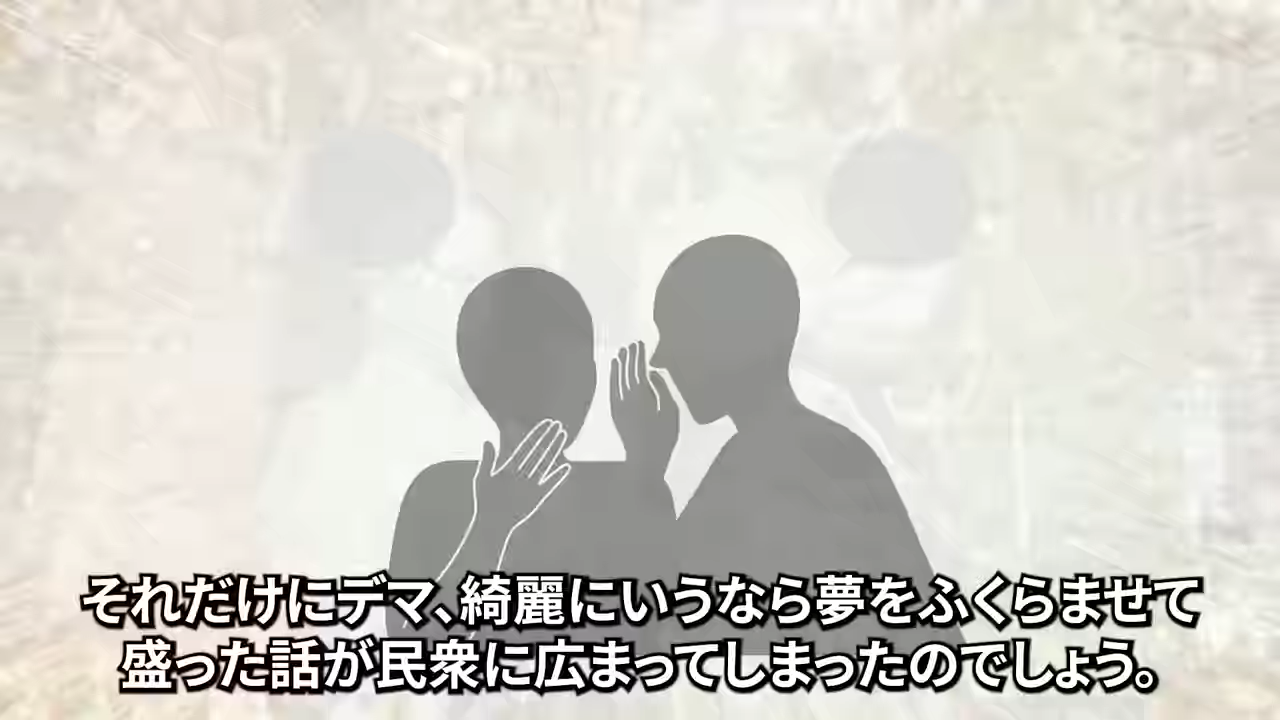 それだけにデマ、綺麗にいうなら夢をふくらませて
盛った話が民衆に広まってしまったのでしょう。